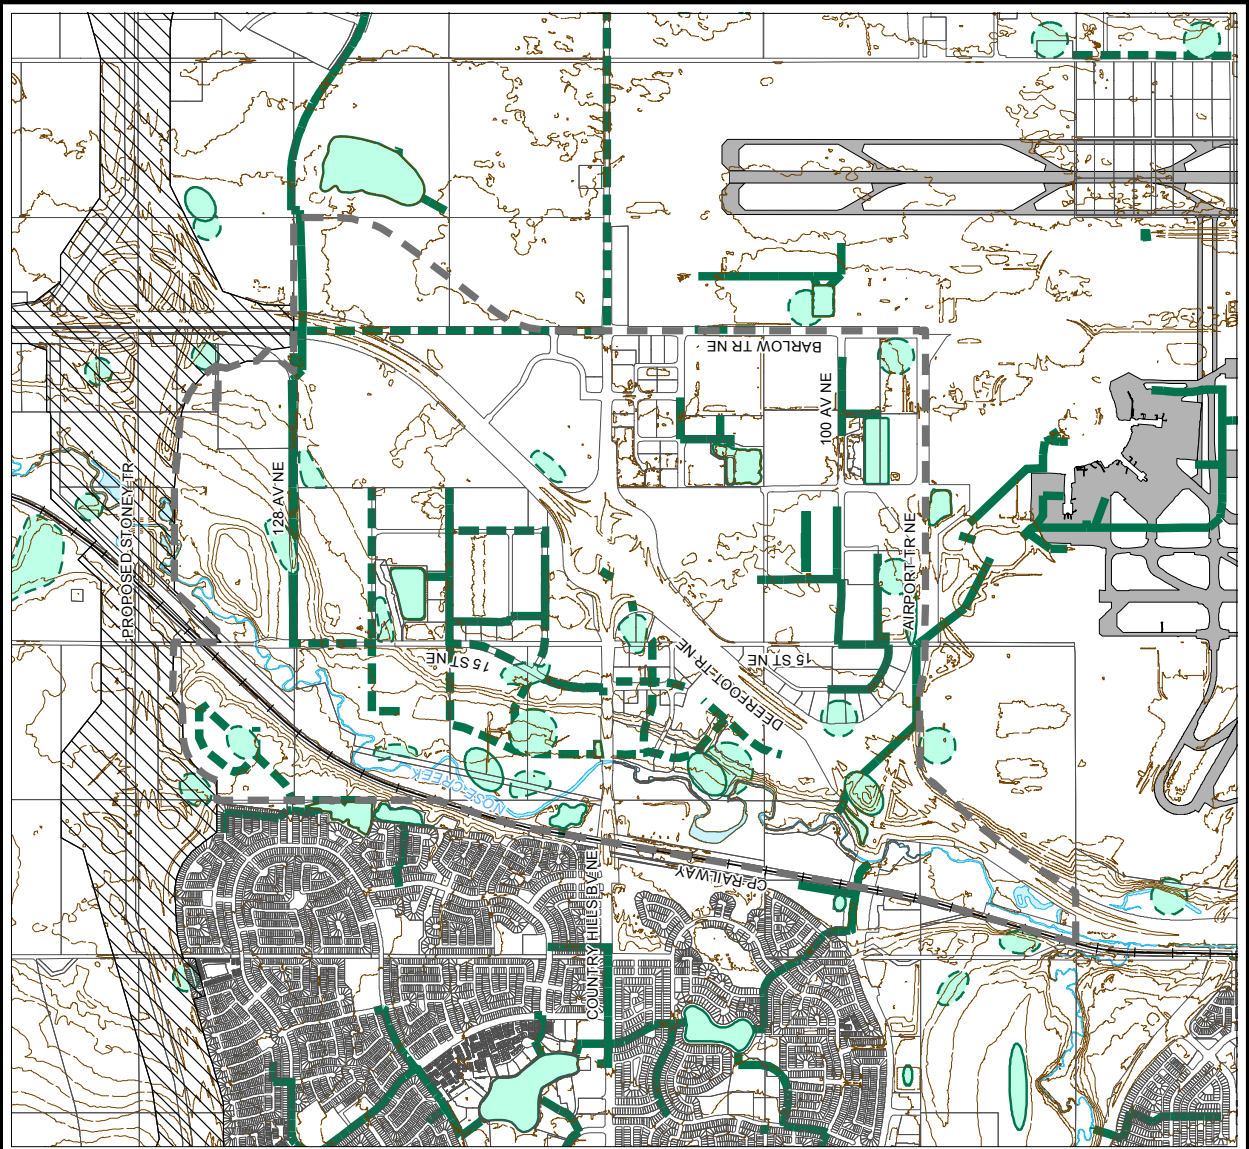 BARLOW TR NE
100 AV NE
PROPOSED STONEY TR
128 AV NE
AIRPORT TR NE
15 ST NE
15 ST NE
DEERFOOT TR NE
NOSE CREEK
COUNTRY HILLS BV NE
CP RAILWAY